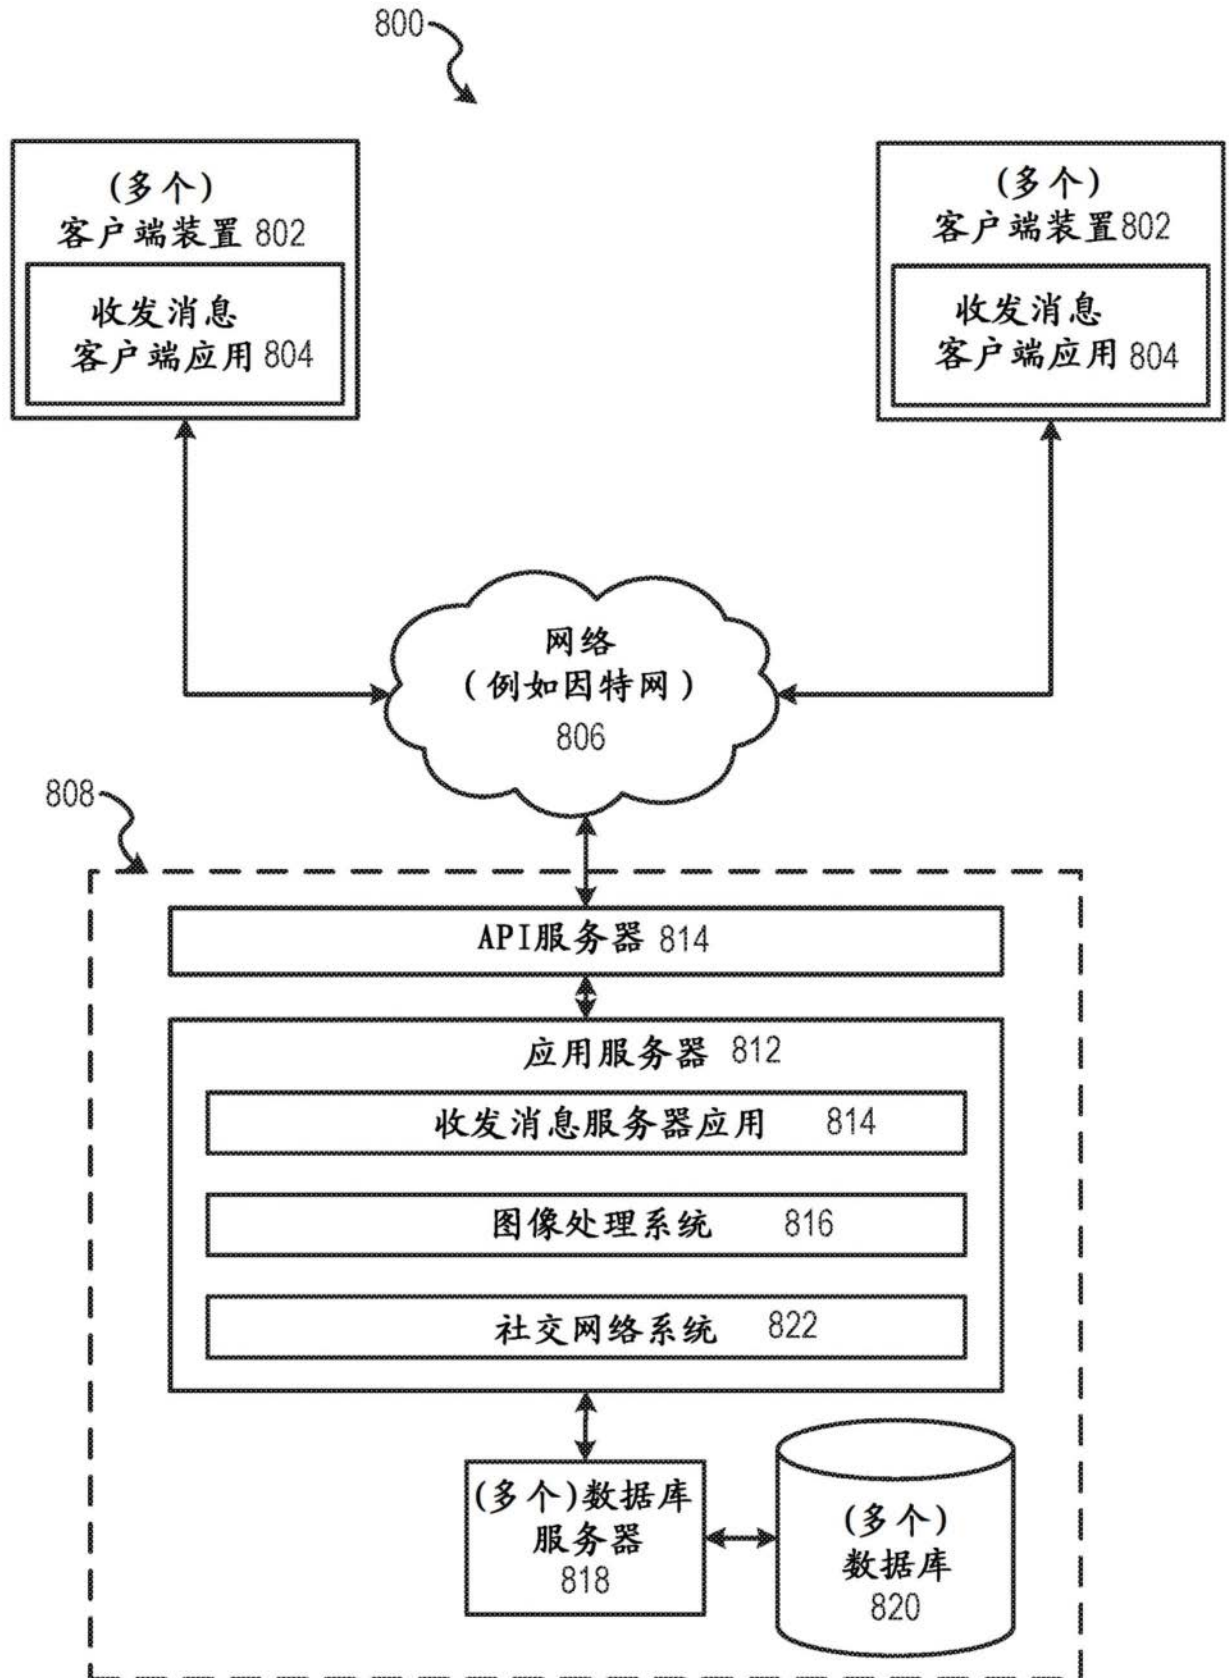 800
(多个)
客户端装置 802
收发消息
客户端应用 804
(多个)
客户端装置802
收发消息
客户端应用 804
网络
(例如因特网)
806
808
API服务器 814
应用服务器 812
收发消息服务器应用 814
图像处理系统 816
社交网络系统 822
(多个)数据库
服务器
818
(多个)
数据库
820